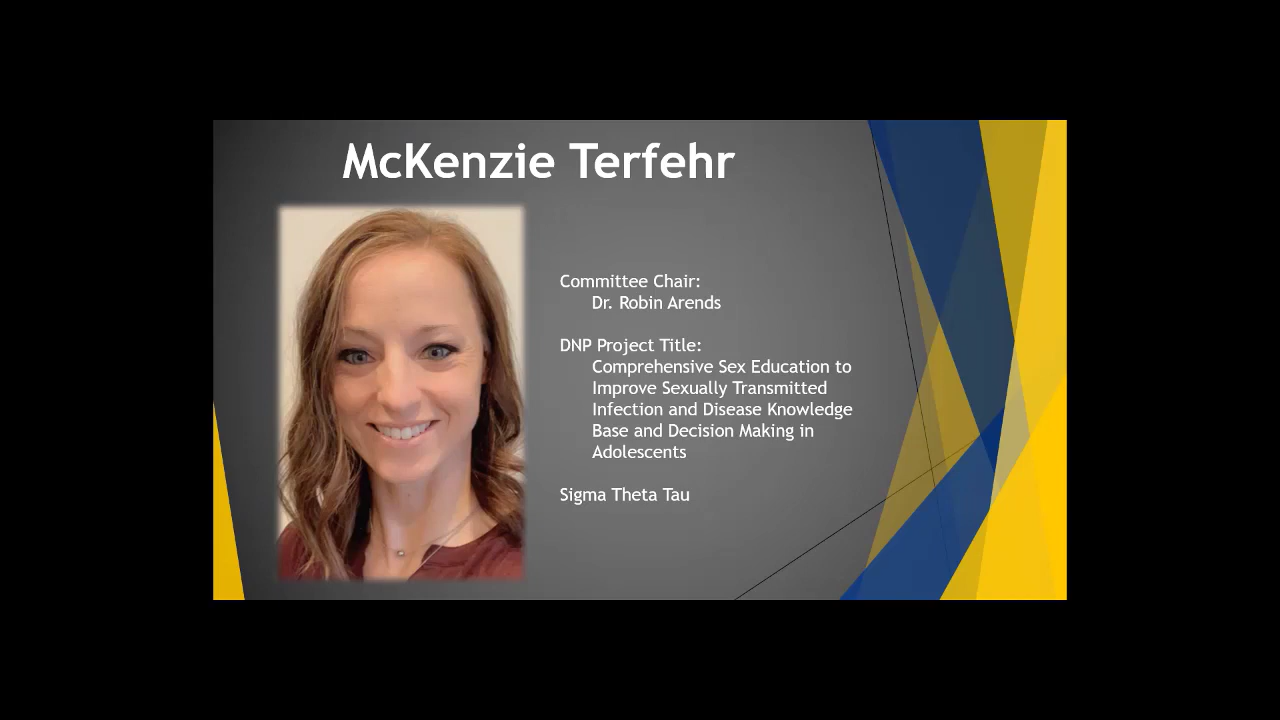 McKenzie Terfehr
Committee Chair:
Dr. Robin Arends
DNP Project Title:
Comprehensive Sex Education to
Improve Sexually Transmitted
Infection and Disease Knowledge
Base and Decision Making in
Adolescents
Sigma Theta Tau